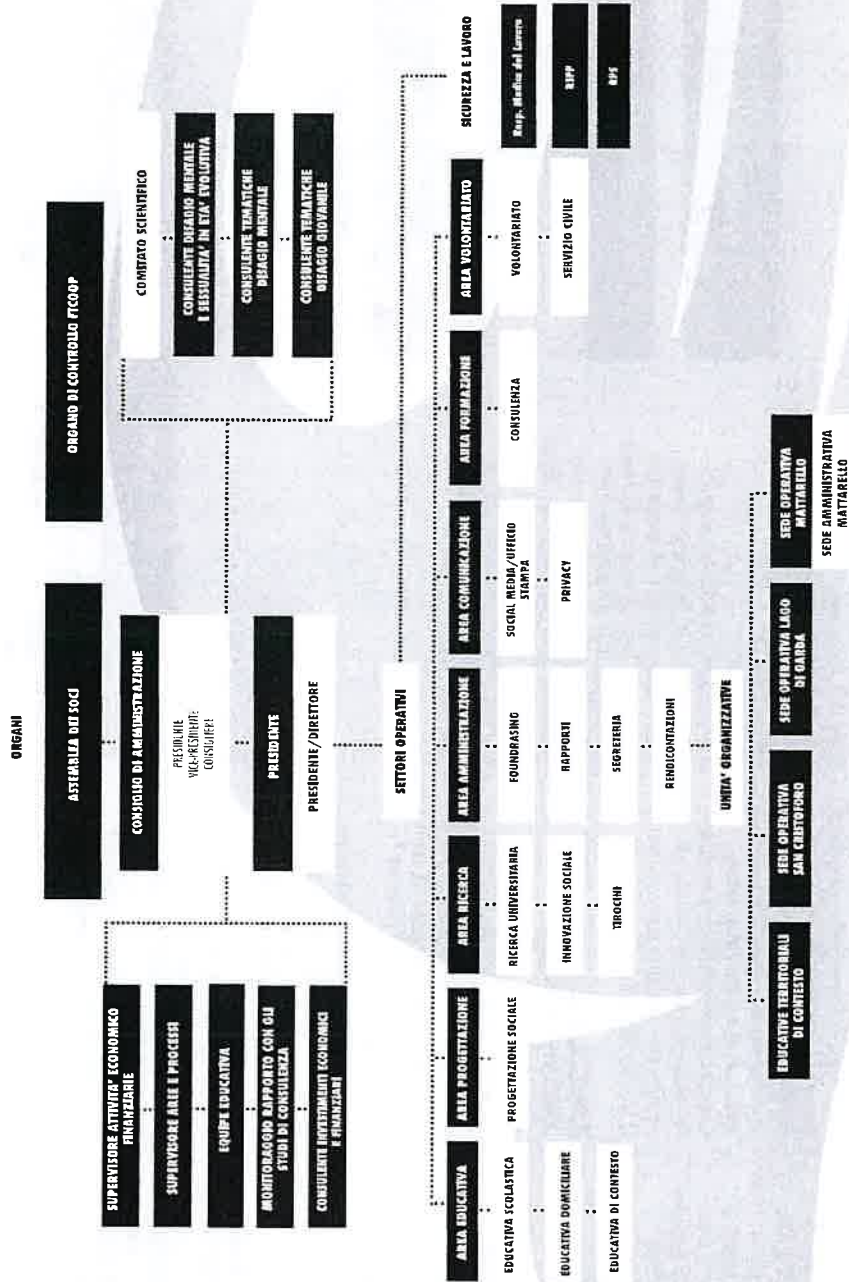 ORGANI
ASSEMBLEA DEI SOCI
ORGANO DI CONTROLLO FTCOOP
CONSIGLIO DI AMMINISTRAZIONE
PRESIDENTE
VICE-PRESIDENTE
CONSIGLIERI
PRESIDENTE
PRESIDENTE/DIRETTORE
SUPERVISORE ATTIVITA' ECONOMICO
FINANZIARIE
SUPERVISORE AREE E PROCESSI
EQUIPE EDUCATIVA
MONITORAGGIO RAPPORTO CON GLI
STUDI DI CONSULENZA
CONSULENTE INVESTIMENTI ECONOMICI
E FINANZIARI
COMITATO SCIENTIFICO
CONSULENTE DISAGIO MENTALE
E SESSUALITA' IN ETA' EVOLUTIVA
CONSULENTE TEMATICHE
DISAGIO MENTALE
CONSULENTE TEMATICHE
DISAGIO GIOVANILE
SETTORI OPERATIVI
SICUREZZA E LAVORO
Resp. Medico del Lavoro
RSPP
RPS
AREA EDUCATIVA
EDUCATIVA SCOLASTICA
EDUCATIVA DOMICILIARE
EDUCATIVA DI CONTESTO
AREA PROGETTAZIONE
PROGETTAZIONE SOCIALE
AREA RICERCA
RICERCA UNIVERSITARIA
INNOVAZIONE SOCIALE
TIROCINI
AREA AMMINISTRAZIONE
FOUNDRASING
RAPPORTI
SEGRETERIA
RENDICONTAZIONI
AREA COMUNICAZIONE
SOCIAL MEDIA/UFFICIO
STAMPA
PRIVACY
AREA FORMAZIONE
CONSULENZA
AREA VOLONTARIATO
VOLONTARIATO
SERVIZIO CIVILE
UNITA' ORGANIZZATIVE
EDUCATIVE TERRITORIALI
DI CONTESTO
SEDE OPERATIVA
SAN CRISTOFORO
SEDE OPERATIVA LAGO
DI GARDA
SEDE OPERATIVA
MATTARELLO
SEDE AMMINISTRATIVA
MATTARELLO